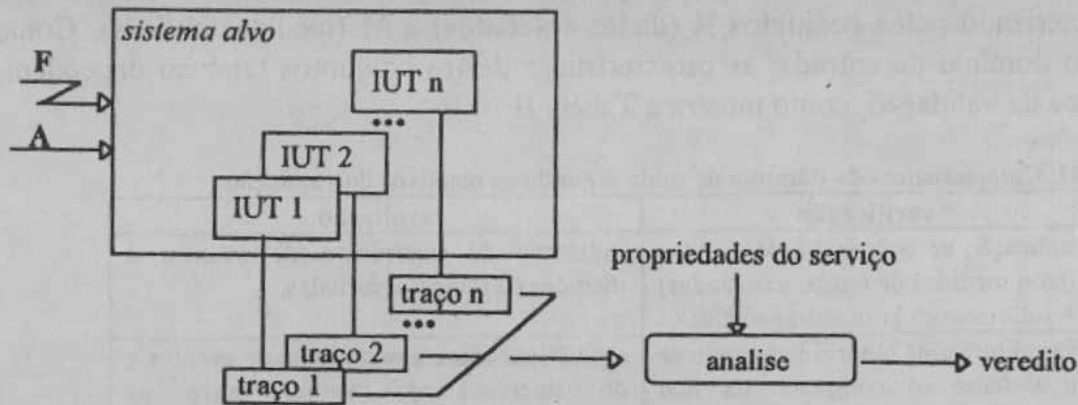 sistema alvo
F
A
IUT n
...
IUT 2
IUT 1
propriedades do serviço
traço n
...
traço 2
traço 1
analise
veredito